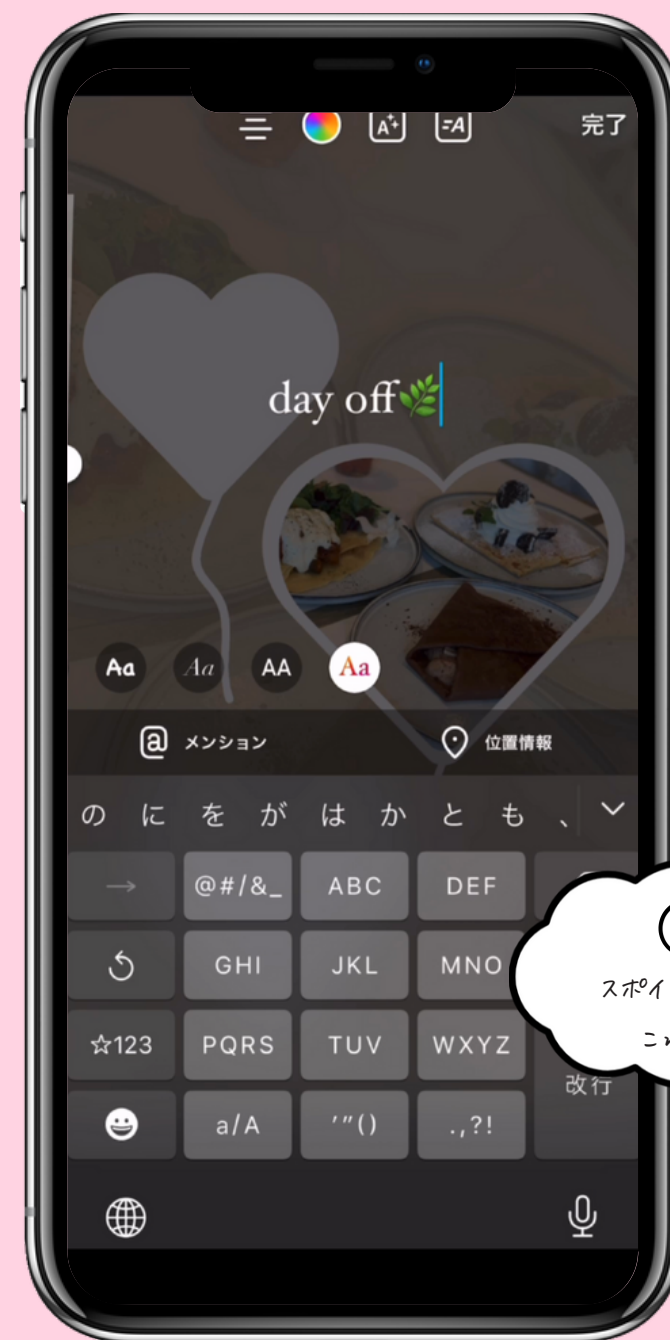 完了
day off🌿
Aa Aa AA Aa
@ メンション 位置情報
の に を が は か と も 、
→ @#/&_ ABC DEF
GHI JKL MNO
☆123 PQRS TUV WXYZ
改行
a/A '"() .,?!
スポイ